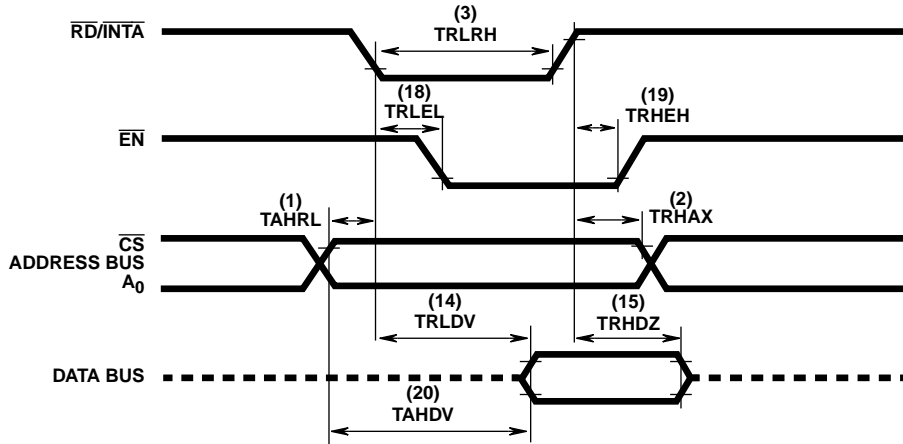 (3)
RD/INTA
TRLRH
(18)
TRLEL
(19)
TRHEH
EN
(1)
TAHRL
(2)
TRHAX
CS
ADDRESS BUS
A0
(14)
TRLDV
(15)
TRHDZ
DATA BUS
(20)
TAHDV